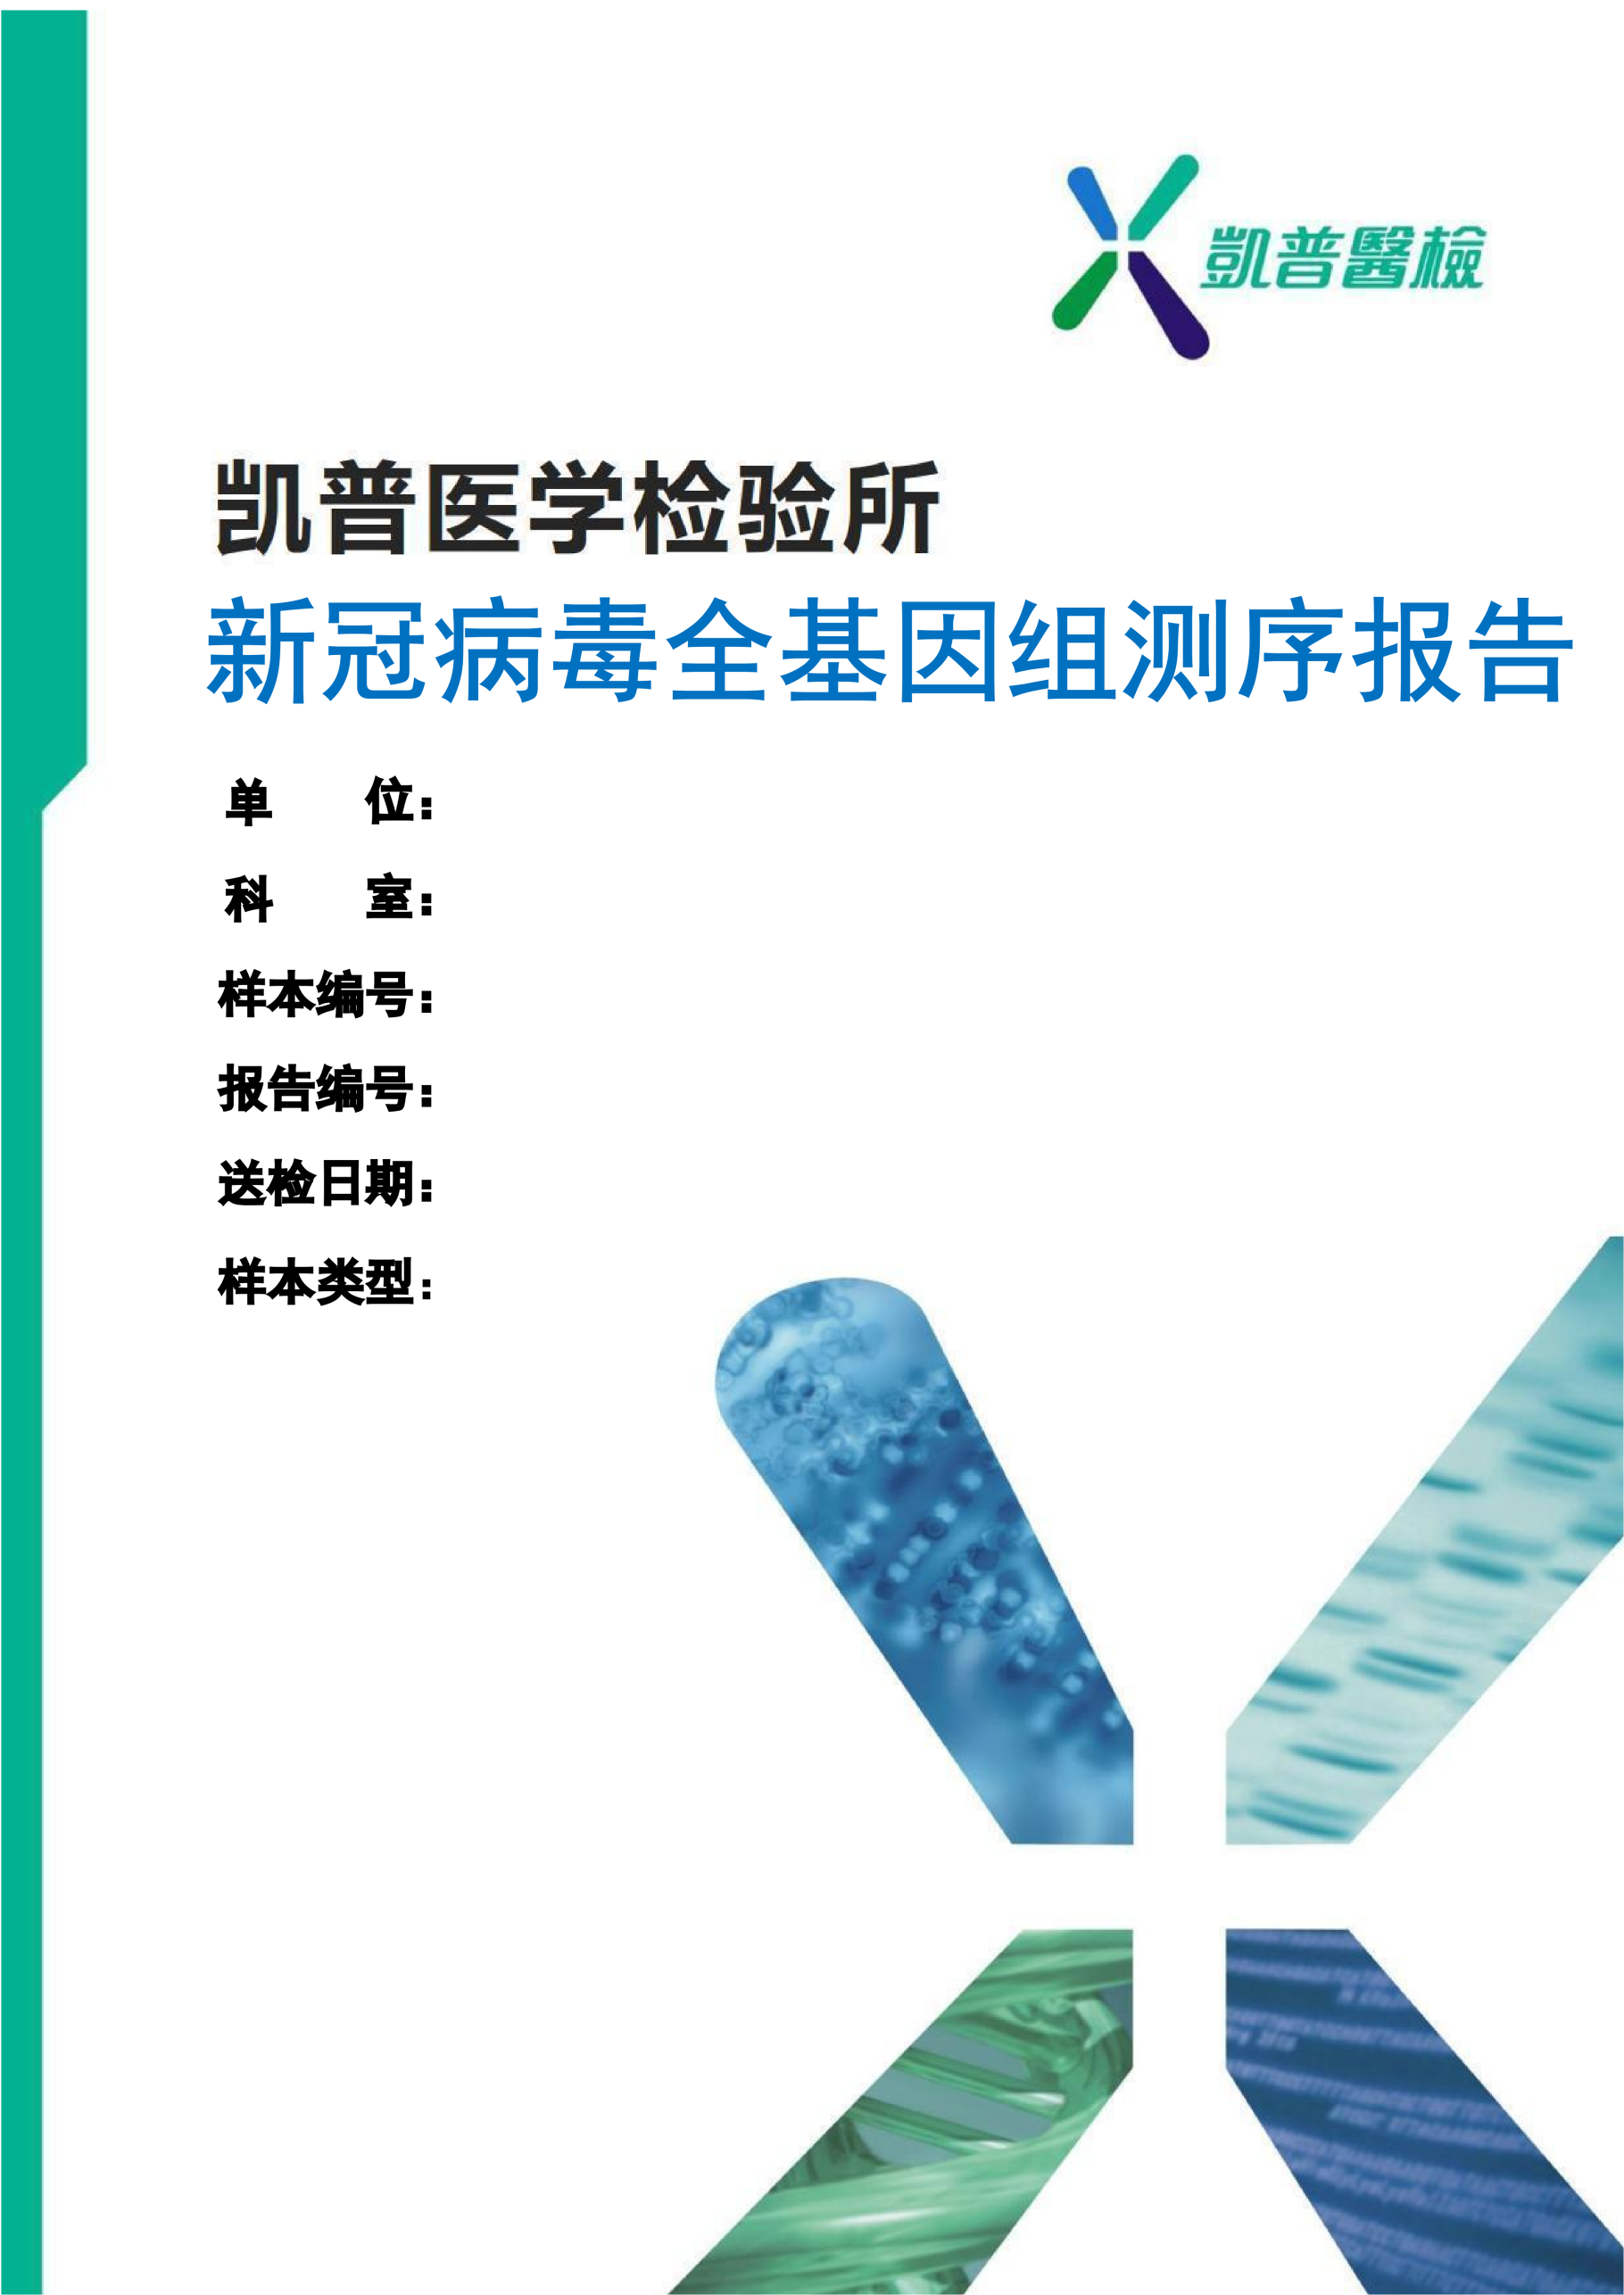 凱普醫檢
凯普医学检验所
新冠病毒全基因组测序报告
单　　位：
科　　室：
样本编号：
报告编号：
送检日期：
样本类型：